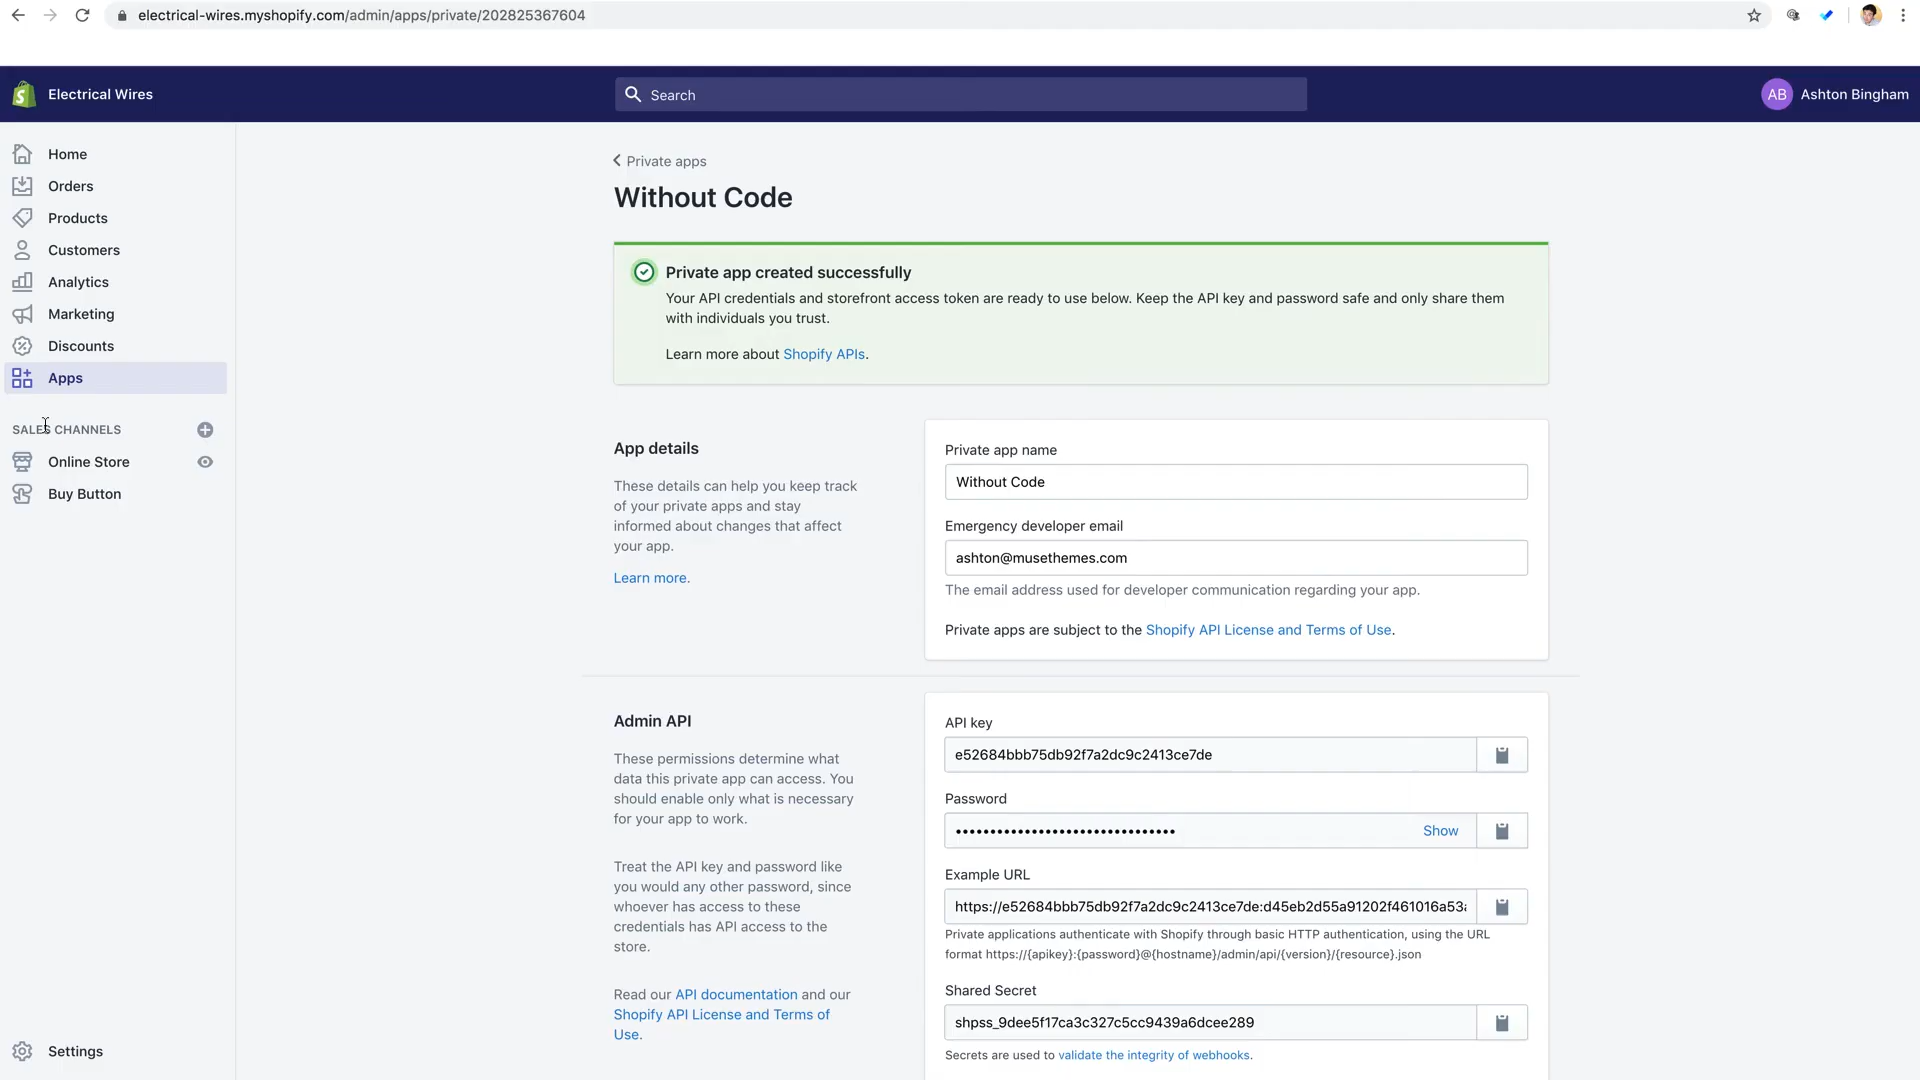 electrical-wires.myshopify.com/admin/apps/private/202825367604
Electrical Wires
Search
AB Ashton Bingham
Home
Orders
Products
Customers
Analytics
Marketing
Discounts
Apps
SALES CHANNELS
Online Store
Buy Button
Settings
Private apps
Without Code
Private app created successfully
Your API credentials and storefront access token are ready to use below. Keep the API key and password safe and only share them
with individuals you trust.
Learn more about Shopify APIs.
App details
These details can help you keep track
of your private apps and stay
informed about changes that affect
your app.
Learn more.
Private app name
Without Code
Emergency developer email
ashton@musethemes.com
The email address used for developer communication regarding your app.
Private apps are subject to the Shopify API License and Terms of Use.
Admin API
These permissions determine what
data this private app can access. You
should enable only what is necessary
for your app to work.
Treat the API key and password like
you would any other password, since
whoever has access to these
credentials has API access to the
store.
Read our API documentation and our
Shopify API License and Terms of
Use.
API key
e52684bbb75db92f7a2dc9c2413ce7de
Password
•••••••••••••••••••••••••••••••• Show
Example URL
https://e52684bbb75db92f7a2dc9c2413ce7de:d45eb2d55a91202f461016a53a
Private applications authenticate with Shopify through basic HTTP authentication, using the URL
format https://{apikey}:{password}@{hostname}/admin/api/{version}/{resource}.json
Shared Secret
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
Secrets are used to validate the integrity of webhooks.